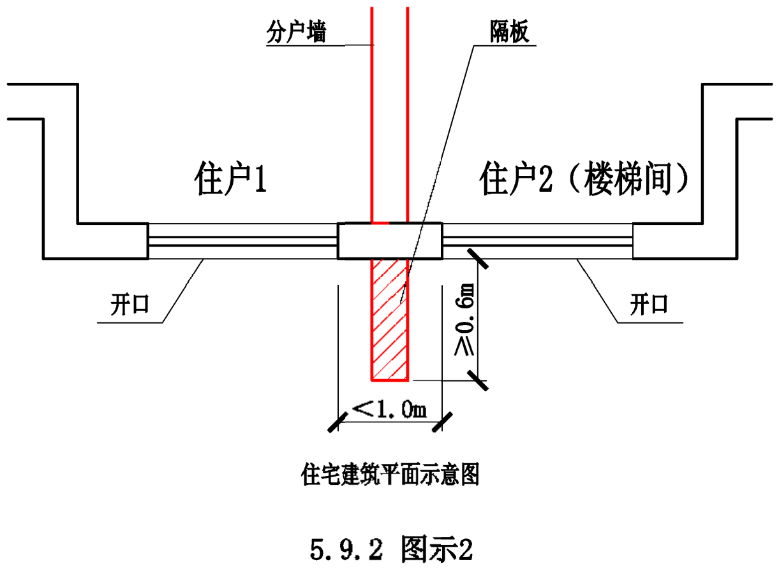 分户墙
隔板
住户1
住户2（楼梯间）
开口
开口
≥0.6m
<1.0m
住宅建筑平面示意图
5.9.2 图示2